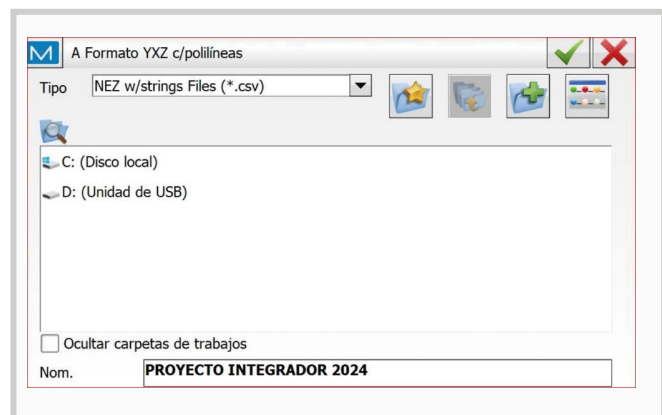 A Formato YXZ c/polilíneas
Tipo NEZ w/strings Files (*.csv)
C: (Disco local)
D: (Unidad de USB)
Ocultar carpetas de trabajos
Nom. PROYECTO INTEGRADOR 2024